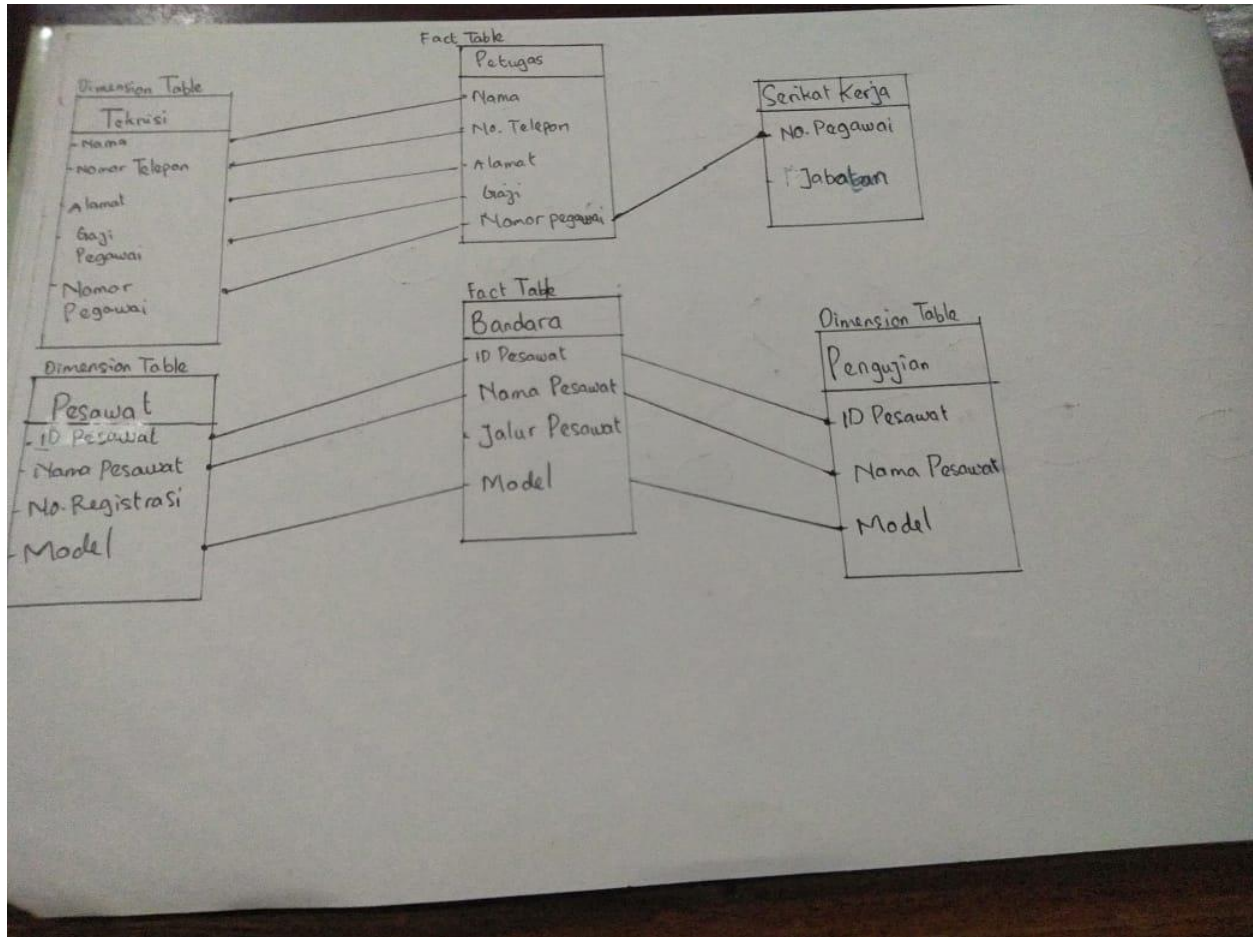 Dimension Table
Teknisi
- Nama
- Nomor Telepon
- Alamat
- Gaji
Pegawai
- Nomor
Pegawai
Fact Table
Petugas
- Nama
- No. Telepon
- Alamat
- Gaji
- Nomor pegawai
Serikat Kerja
- No. Pegawai
- Jabatan
Dimension Table
Pesawat
- ID Pesawat
- Nama Pesawat
- No. Registrasi
- Model
Fact Table
Bandara
- ID Pesawat
- Nama Pesawat
- Jalur Pesawat
- Model
Dimension Table
Pengujian
- ID Pesawat
- Nama Pesawat
- Model